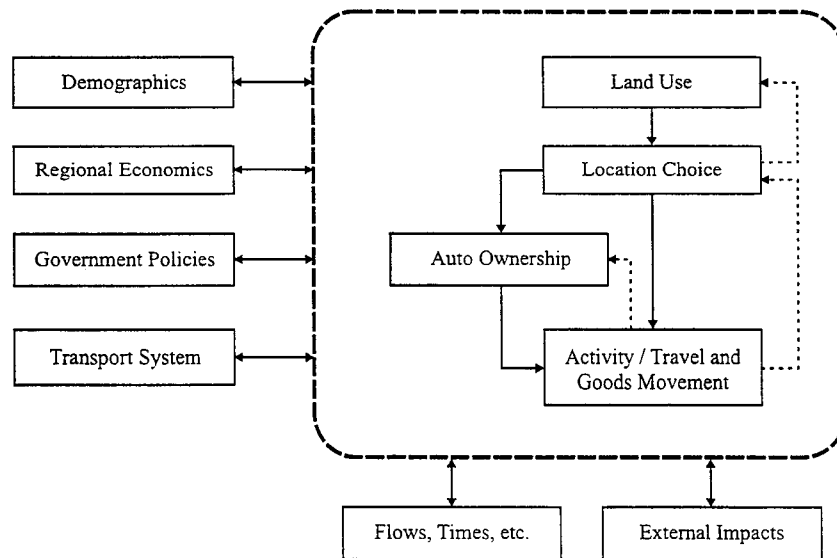 Demographics
Regional Economics
Government Policies
Transport System
Land Use
Location Choice
Auto Ownership
Activity / Travel and
Goods Movement
Flows, Times, etc.
External Impacts